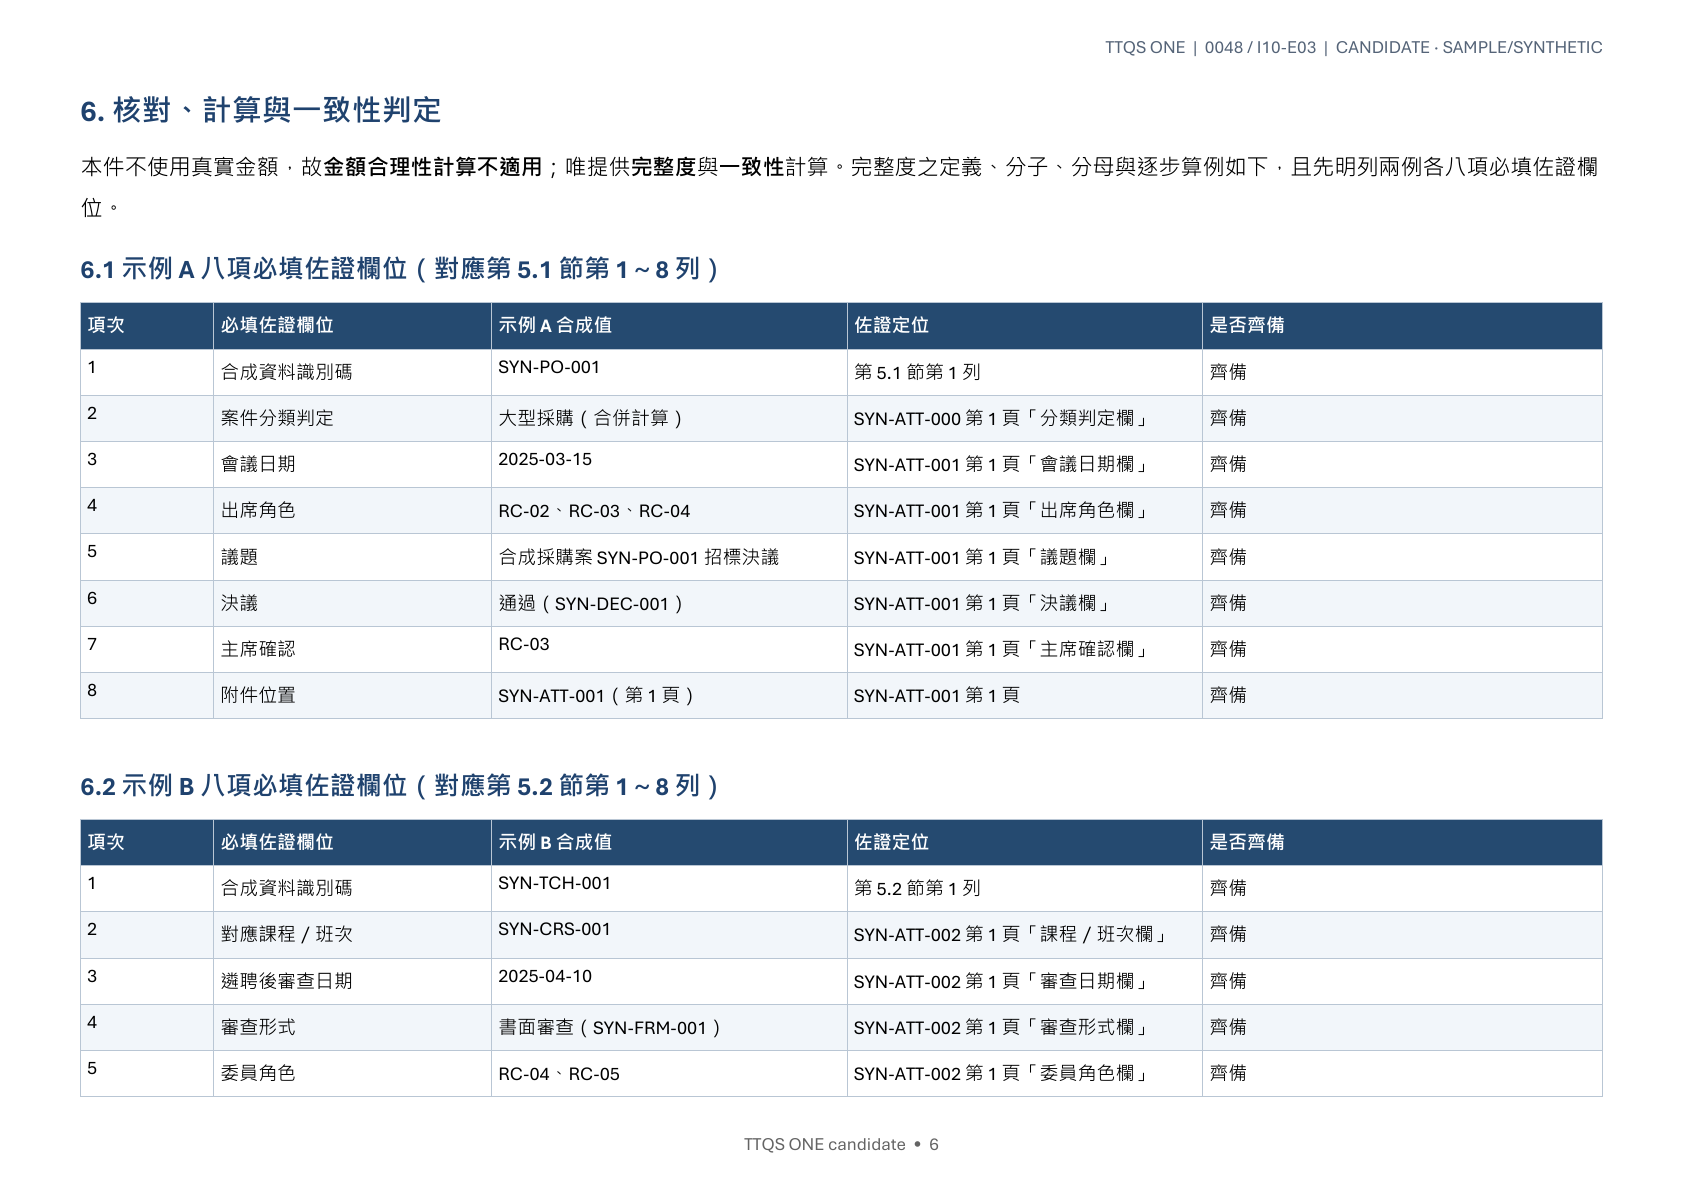 TTQS ONE | 0048 / I10-E03 | CANDIDATE · SAMPLE/SYNTHETIC
6. 核對、計算與一致性判定
本件不使用真實金額，故金額合理性計算不適用；唯提供完整度與一致性計算。完整度之定義、分子、分母與逐步算例如下，且先明列兩例各八項必填佐證欄
位。
6.1 示例 A 八項必填佐證欄位（對應第 5.1 節第 1～8 列）
項次 必填佐證欄位 示例 A 合成值 佐證定位 是否齊備
1 合成資料識別碼 SYN-PO-001 第 5.1 節第 1 列 齊備
2 案件分類判定 大型採購（合併計算） SYN-ATT-000 第 1 頁「分類判定欄」 齊備
3 會議日期 2025-03-15 SYN-ATT-001 第 1 頁「會議日期欄」 齊備
4 出席角色 RC-02、RC-03、RC-04 SYN-ATT-001 第 1 頁「出席角色欄」 齊備
5 議題 合成採購案 SYN-PO-001 招標決議 SYN-ATT-001 第 1 頁「議題欄」 齊備
6 決議 通過（SYN-DEC-001） SYN-ATT-001 第 1 頁「決議欄」 齊備
7 主席確認 RC-03 SYN-ATT-001 第 1 頁「主席確認欄」 齊備
8 附件位置 SYN-ATT-001（第 1 頁） SYN-ATT-001 第 1 頁 齊備
6.2 示例 B 八項必填佐證欄位（對應第 5.2 節第 1～8 列）
項次 必填佐證欄位 示例 B 合成值 佐證定位 是否齊備
1 合成資料識別碼 SYN-TCH-001 第 5.2 節第 1 列 齊備
2 對應課程／班次 SYN-CRS-001 SYN-ATT-002 第 1 頁「課程／班次欄」 齊備
3 遴聘後審查日期 2025-04-10 SYN-ATT-002 第 1 頁「審查日期欄」 齊備
4 審查形式 書面審查（SYN-FRM-001） SYN-ATT-002 第 1 頁「審查形式欄」 齊備
5 委員角色 RC-04、RC-05 SYN-ATT-002 第 1 頁「委員角色欄」 齊備
TTQS ONE candidate • 6